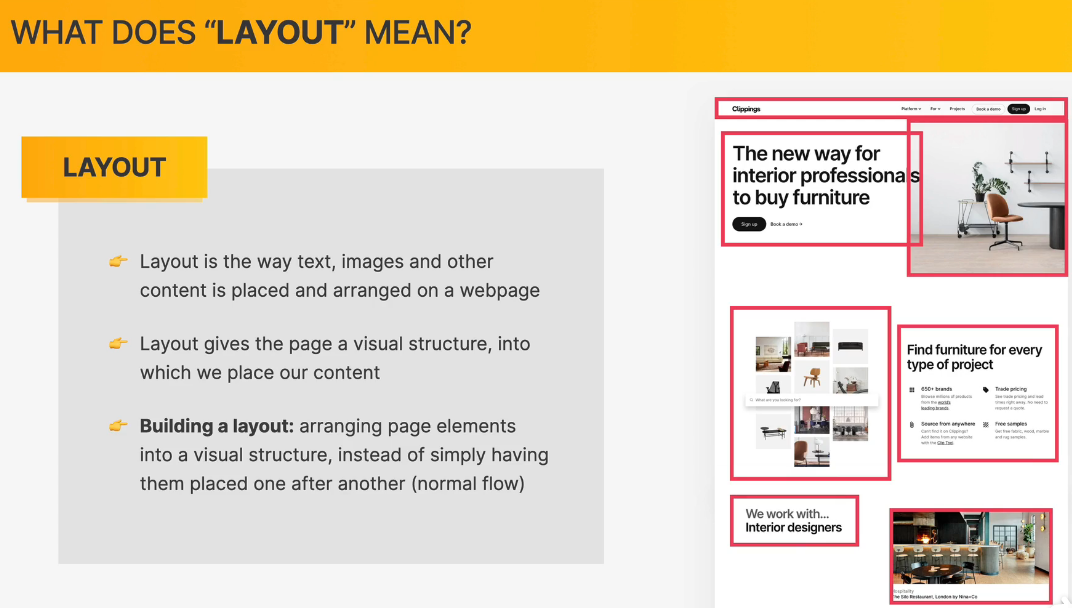 WHAT DOES “LAYOUT” MEAN?
LAYOUT
Layout is the way text, images and other
content is placed and arranged on a webpage
Layout gives the page a visual structure, into
which we place our content
Building a layout: arranging page elements
into a visual structure, instead of simply having
them placed one after another (normal flow)
Clippings
Platform
For
Projects
Book a demo
Sign up
Log in
The new way for
interior professionals
to buy furniture
Sign up
Book a demo →
What are you looking for?
Find furniture for every
type of project
650+ brands
Browse millions of products
from the world's
leading brands.
Trade pricing
See trade pricing and lead
times right away. No need to
request a quote.
Source from anywhere
Can't find it on Clippings?
Add items from any website
with the Clip Tool.
Free samples
Get free fabric, wood, marble
and rug samples.
We work with...
Interior designers
Hospitality
The Silo Restaurant, London by Nina+Co